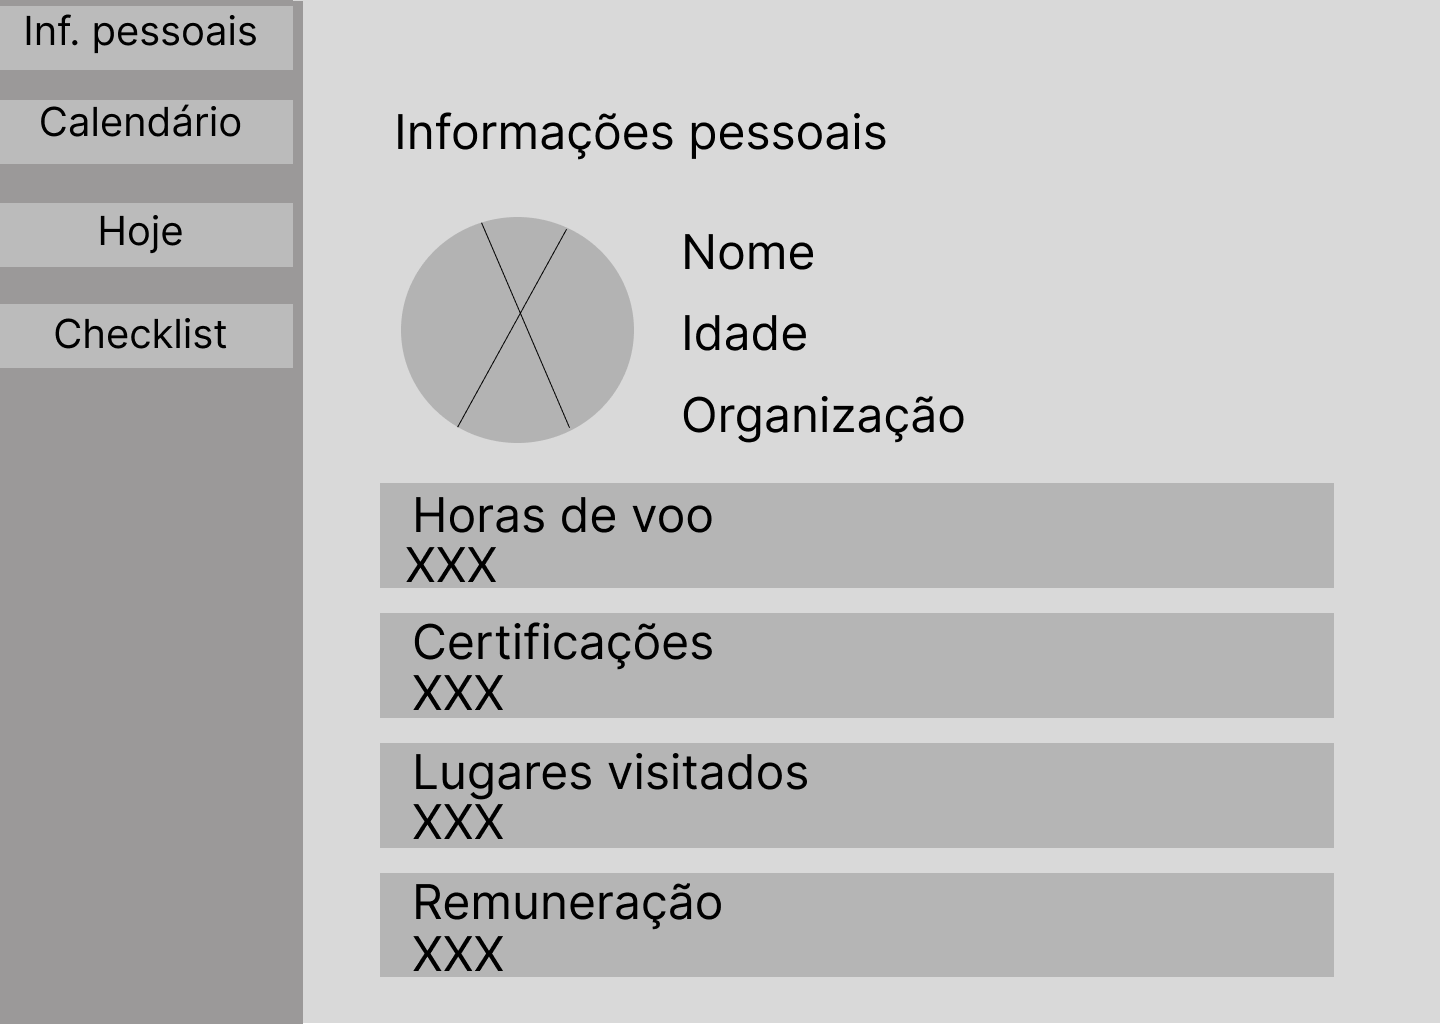 Inf. pessoais
Calendário
Hoje
Checklist
Informações pessoais
Nome
Idade
Organização
Horas de voo
XXX
Certificações
XXX
Lugares visitados
XXX
Remuneração
XXX